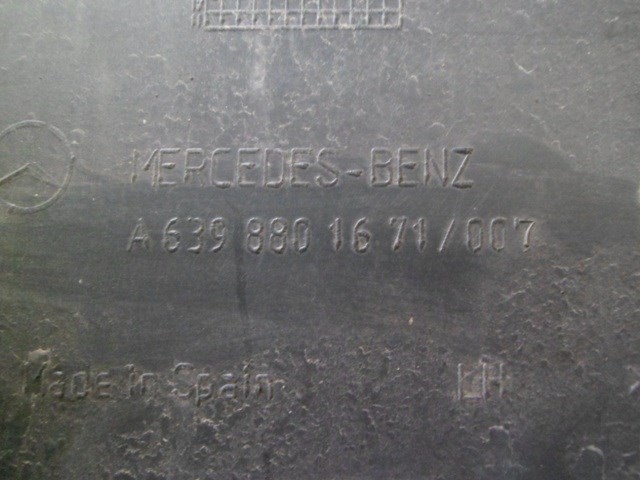 MERCEDES-BENZ
A 639 880 16 71/007
Made In Spain LH